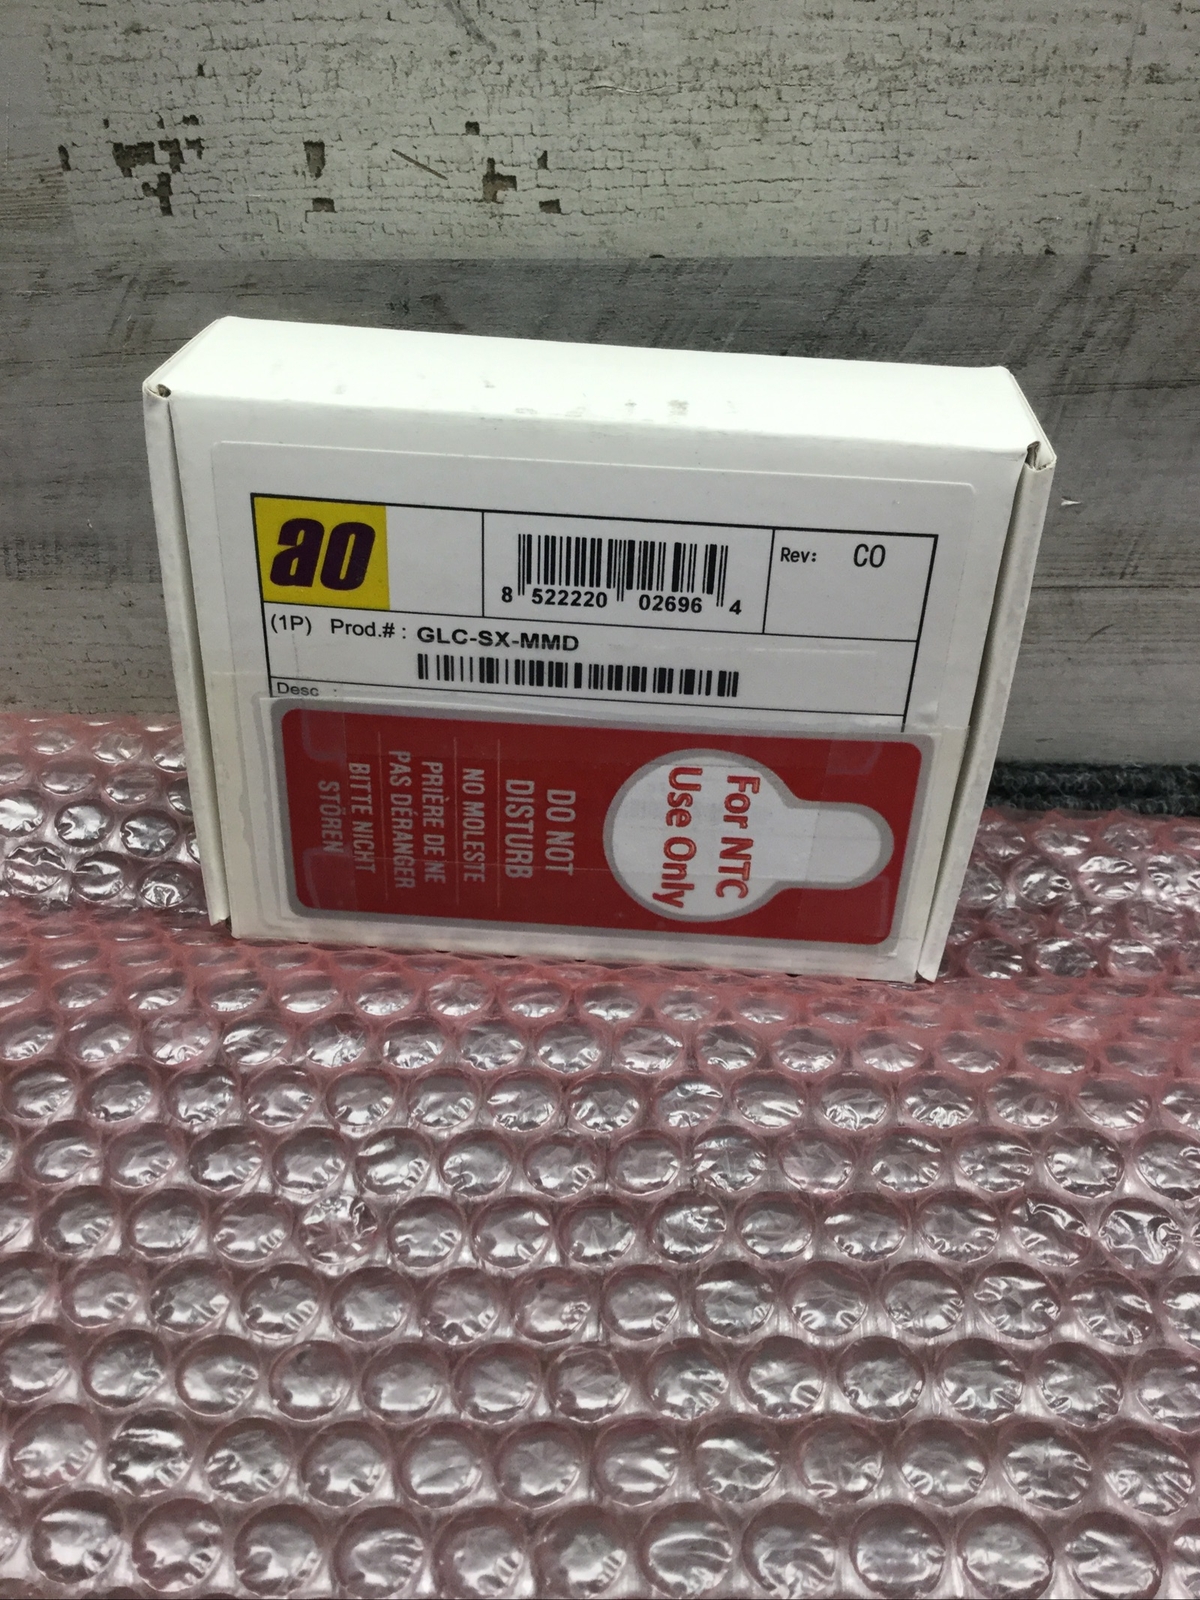 ao
8 522220 02696 4
Rev: CO
(1P) Prod.# : GLC-SX-MMD
Desc :
For NTC
Use Only
DO NOT
DISTURB
NO MOLESTE
PRIÈRE DE NE
PAS DÉRANGER
BITTE NICHT
STÖREN